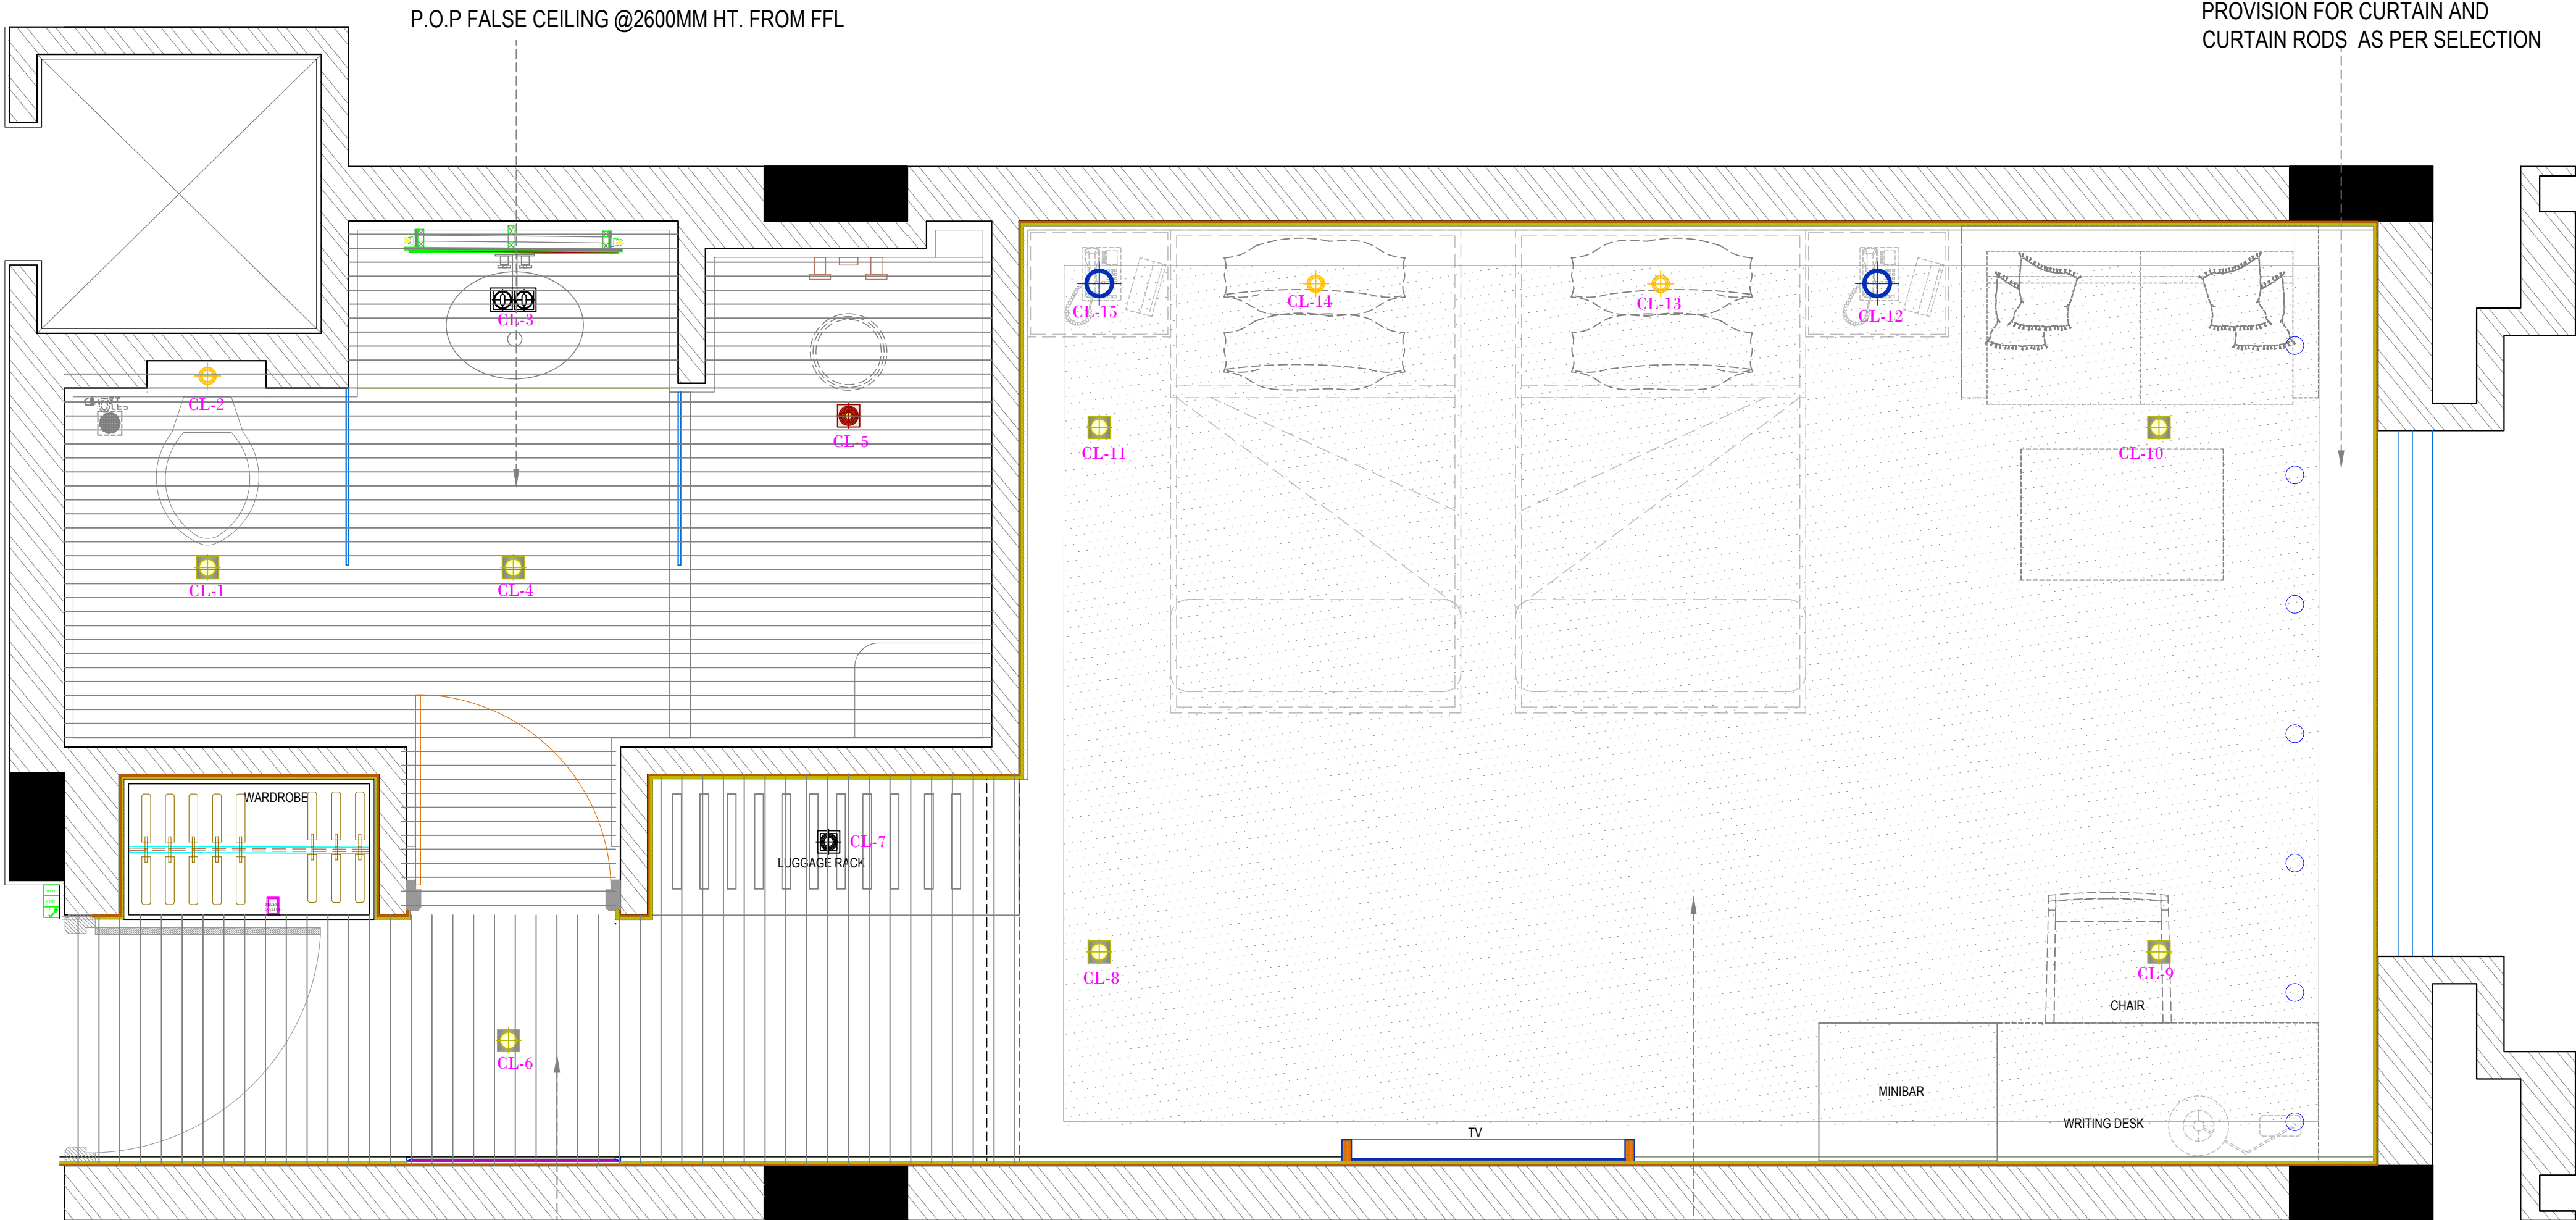 P.O.P FALSE CEILING @2600MM HT. FROM FFL
PROVISION FOR CURTAIN AND
CURTAIN RODS AS PER SELECTION
CL-3
CL-15
CL-14
CL-13
CL-12
CL-2
CL-5
CL-11
CL-10
CL-1
CL-4
WARDROBE
CL-7
LUGGAGE RACK
CL-8
CL-9
CHAIR
CL-6
MINIBAR
WRITING DESK
TV